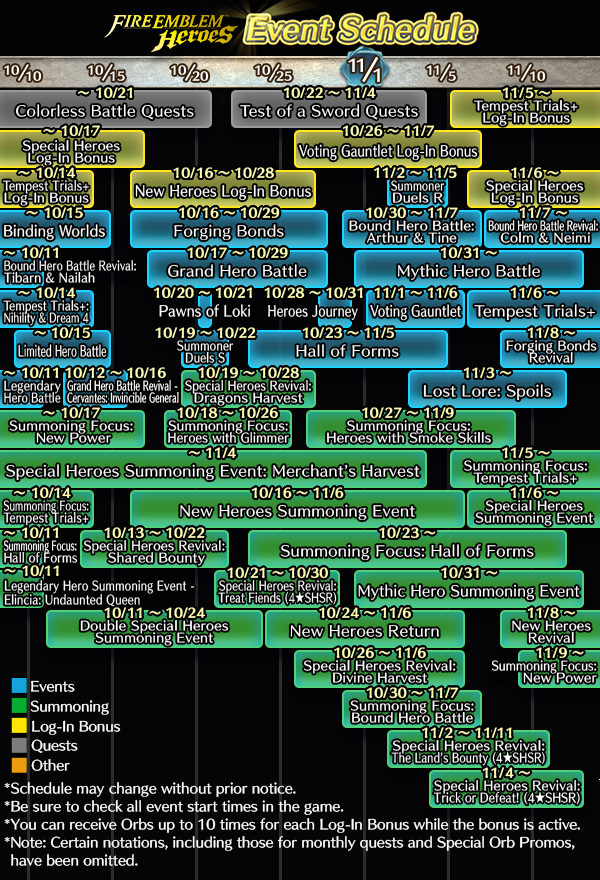 FIRE EMBLEM
Heroes
Event Schedule
10/10 10/15 10/20 10/25 11/1 11/5 11/10
~ 10/21
Colorless Battle Quests
10/22 ~ 11/4
Test of a Sword Quests
11/5 ~
Tempest Trials+
Log-In Bonus
~ 10/17
Special Heroes
Log-In Bonus
10/26 ~ 11/7
Voting Gauntlet Log-In Bonus
~ 10/14
Tempest Trials+
Log-In Bonus
10/16 ~ 10/28
New Heroes Log-In Bonus
11/2 ~ 11/5
Summoner
Duels R
11/6 ~
Special Heroes
Log-In Bonus
~ 10/15
Binding Worlds
10/16 ~ 10/29
Forging Bonds
10/30 ~ 11/7
Bound Hero Battle:
Arthur & Tine
11/7 ~
Bound Hero Battle Revival:
Colm & Neimi
~ 10/11
Bound Hero Battle Revival:
Tibarn & Nailah
10/17 ~ 10/29
Grand Hero Battle
10/31 ~
Mythic Hero Battle
~ 10/14
Tempest Trials+:
Nihility & Dream 4
10/20 ~ 10/21
Pawns of Loki
10/28 ~ 10/31
Heroes Journey
11/1 ~ 11/6
Voting Gauntlet
11/6 ~
Tempest Trials+
~ 10/15
Limited Hero Battle
10/19 ~ 10/22
Summoner
Duels S
10/23 ~ 11/5
Hall of Forms
11/8 ~
Forging Bonds
Revival
~ 10/11
Legendary
Hero Battle
10/12 ~ 10/16
Grand Hero Battle Revival -
Cervantes: Invincible General
10/19 ~ 10/28
Special Heroes Revival:
Dragons Harvest
11/3 ~
Lost Lore: Spoils
~ 10/17
Summoning Focus:
New Power
10/18 ~ 10/26
Summoning Focus:
Heroes with Glimmer
10/27 ~ 11/9
Summoning Focus:
Heroes with Smoke Skills
~ 11/4
Special Heroes Summoning Event: Merchant's Harvest
11/5 ~
Summoning Focus:
Tempest Trials+
~ 10/14
Summoning Focus:
Tempest Trials+
10/16 ~ 11/6
New Heroes Summoning Event
11/6 ~
Special Heroes
Summoning Event
~ 10/11
Summoning Focus:
Hall of Forms
10/13 ~ 10/22
Special Heroes Revival:
Shared Bounty
10/23 ~
Summoning Focus: Hall of Forms
~ 10/11
Legendary Hero Summoning Event -
Elincia: Undaunted Queen
10/21 ~ 10/30
Special Heroes Revival:
Treat Fiends (4★SHSR)
10/31 ~
Mythic Hero Summoning Event
10/11 ~ 10/24
Double Special Heroes
Summoning Event
10/24 ~ 11/6
New Heroes Return
11/8 ~
New Heroes
Revival
10/26 ~ 11/6
Special Heroes Revival:
Divine Harvest
11/9 ~
Summoning Focus:
New Power
10/30 ~ 11/7
Summoning Focus:
Bound Hero Battle
11/2 ~ 11/11
Special Heroes Revival:
The Land's Bounty (4★SHSR)
11/4 ~
Special Heroes Revival:
Trick or Defeat! (4★SHSR)
Events
Summoning
Log-In Bonus
Quests
Other
*Schedule may change without prior notice.
*Be sure to check all event start times in the game.
*You can receive Orbs up to 10 times for each Log-In Bonus while the bonus is active.
*Note: Certain notations, including those for monthly quests and Special Orb Promos,
have been omitted.